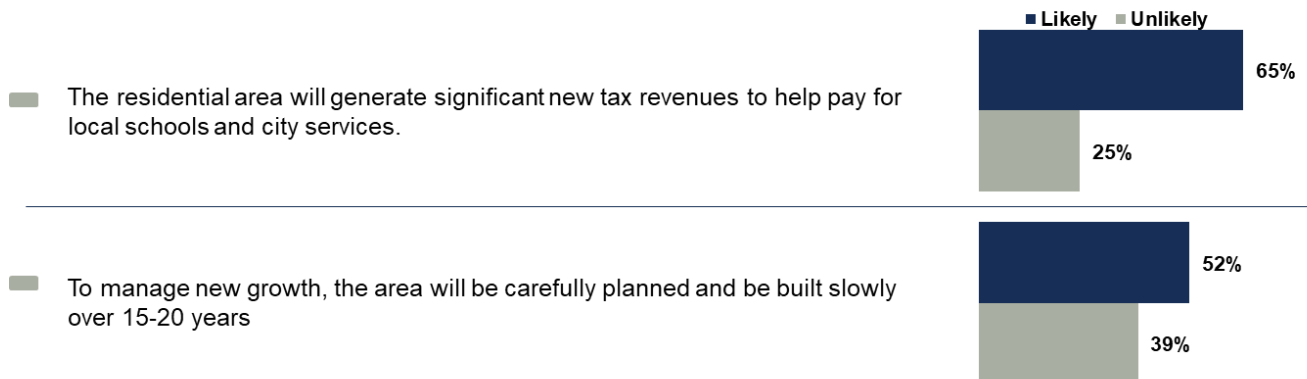 Likely Unlikely
65%
The residential area will generate significant new tax revenues to help pay for
local schools and city services.
25%
52%
To manage new growth, the area will be carefully planned and be built slowly
over 15-20 years
39%